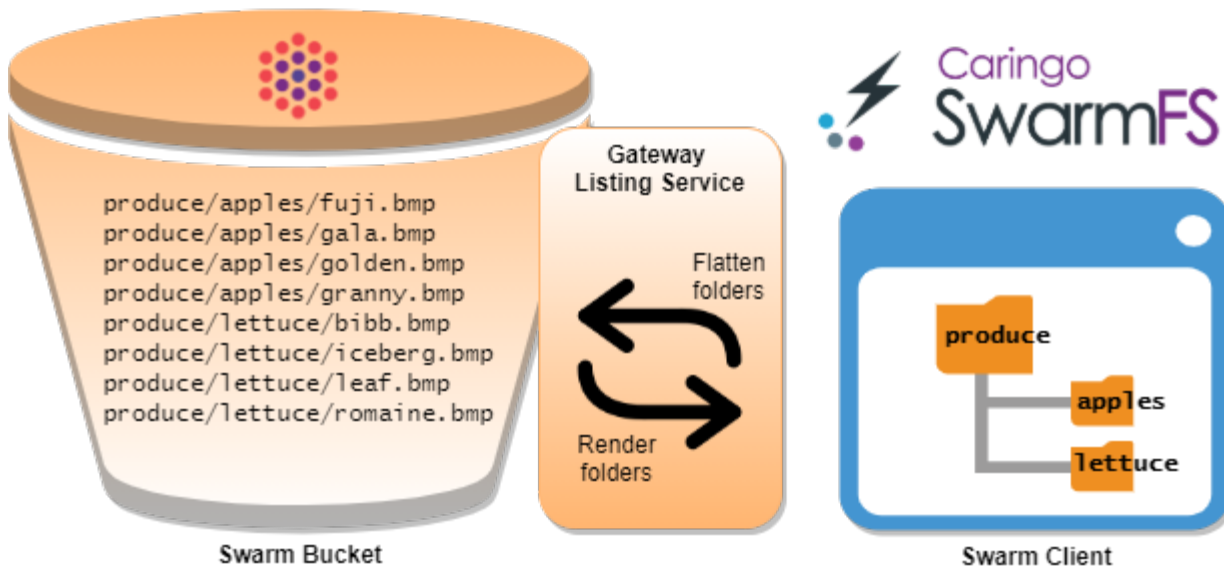 produce/apples/fuji.bmp
produce/apples/gala.bmp
produce/apples/golden.bmp
produce/apples/granny.bmp
produce/lettuce/bibb.bmp
produce/lettuce/iceberg.bmp
produce/lettuce/leaf.bmp
produce/lettuce/romaine.bmp
Swarm Bucket
Gateway
Listing Service
Flatten
folders
Render
folders
Caringo
SwarmFS
produce
apples
lettuce
Swarm Client